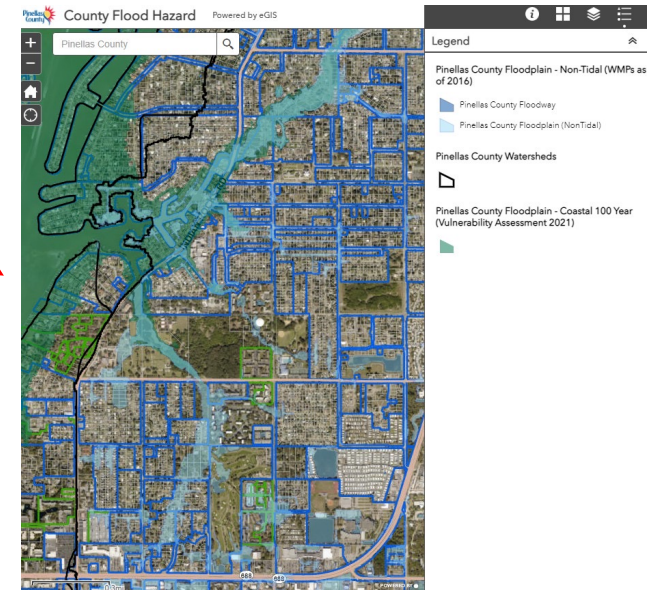 Pinellas
County
County Flood Hazard
Powered by eGIS
Pinellas County
Legend
Pinellas County Floodplain - Non-Tidal (WMPs as
of 2016)
Pinellas County Floodway
Pinellas County Floodplain (NonTidal)
Pinellas County Watersheds
Pinellas County Floodplain - Coastal 100 Year
(Vulnerability Assessment 2021)
688
688
0.3mi
POWERED BY